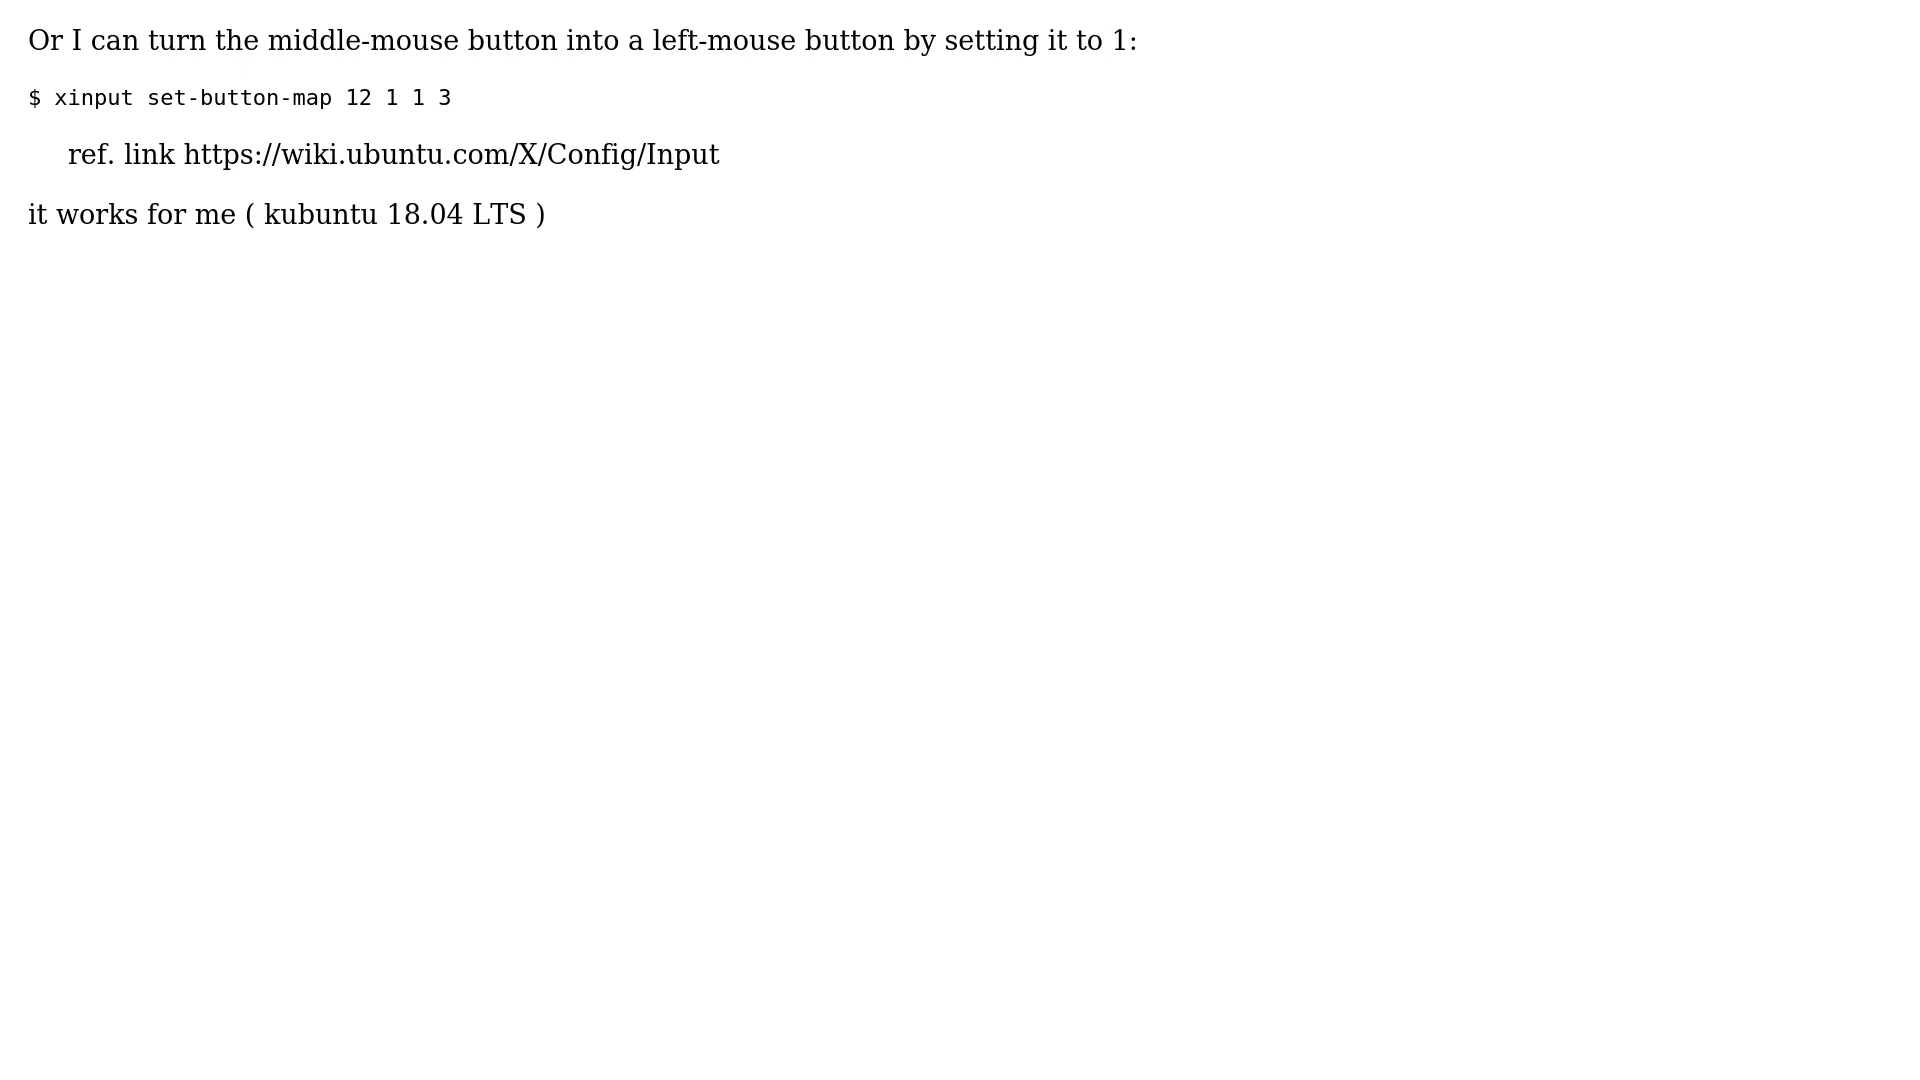 Or I can turn the middle-mouse button into a left-mouse button by setting it to 1:
$ xinput set-button-map 12 1 1 3
ref. link https://wiki.ubuntu.com/X/Config/Input
it works for me ( kubuntu 18.04 LTS )